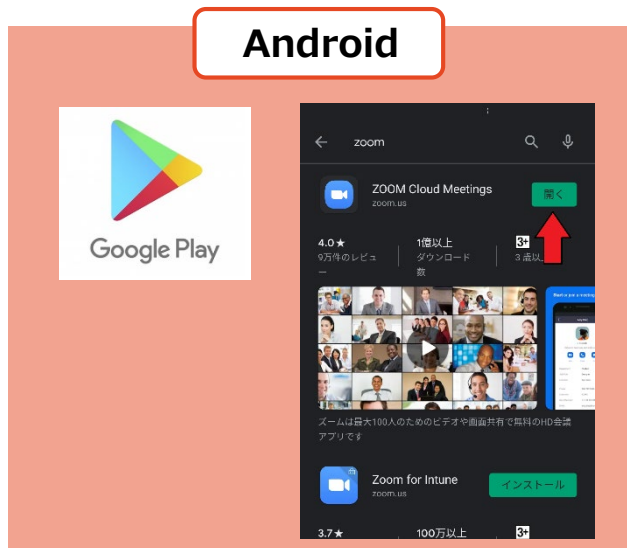 Android
Google Play
zoom
ZOOM Cloud Meetings
zoom.us
開く
4.0★
9万件のレビュ
ー
1億以上
ダウンロード
数
3+
3 歳以
ズームは最大100人のためのビデオや画面共有で無料のHD会議
アプリです
Zoom for Intune
zoom.us
インストール
3.7★
100万以上
3+